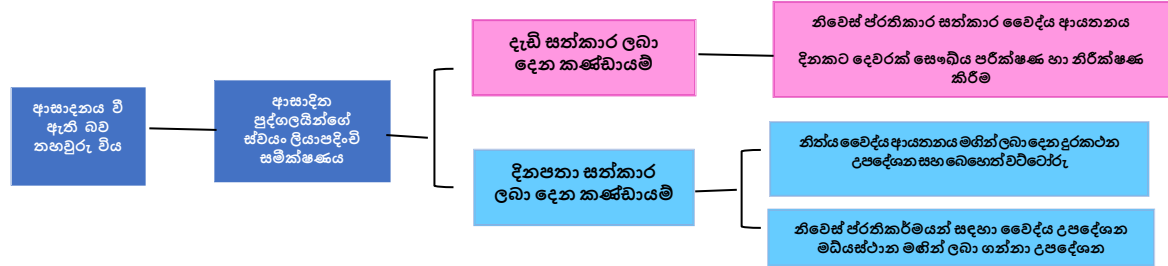 ආසාදනය වී
ඇති බව
තහවුරු විය
ආසාදිත
පුද්ගලයින්ගේ
ස්වයං ලියාපදිංචි
සමීක්ෂණය
දැඩි සත්කාර ලබා
දෙන කණ්ඩායම්
නිවෙස් ප්රතිකාර සත්කාර වෛද්ය ආයතනය
දිනකට දෙවරක් සෞඛ්ය පරීක්ෂණ හා නිරීක්ෂණ
කිරීම
දිනපතා සත්කාර
ලබා දෙන කණ්ඩායම්
නිත්ය වෛද්ය ආයතනය මගින් ලබා දෙන දුරකථන
උපදේශන සහ බෙහෙත් වට්ටෝරු
නිවෙස් ප්රතිකර්මයන් සඳහා වෛද්ය උපදේශන
මධ්යස්ථාන මඟින් ලබා ගන්නා උපදේශන